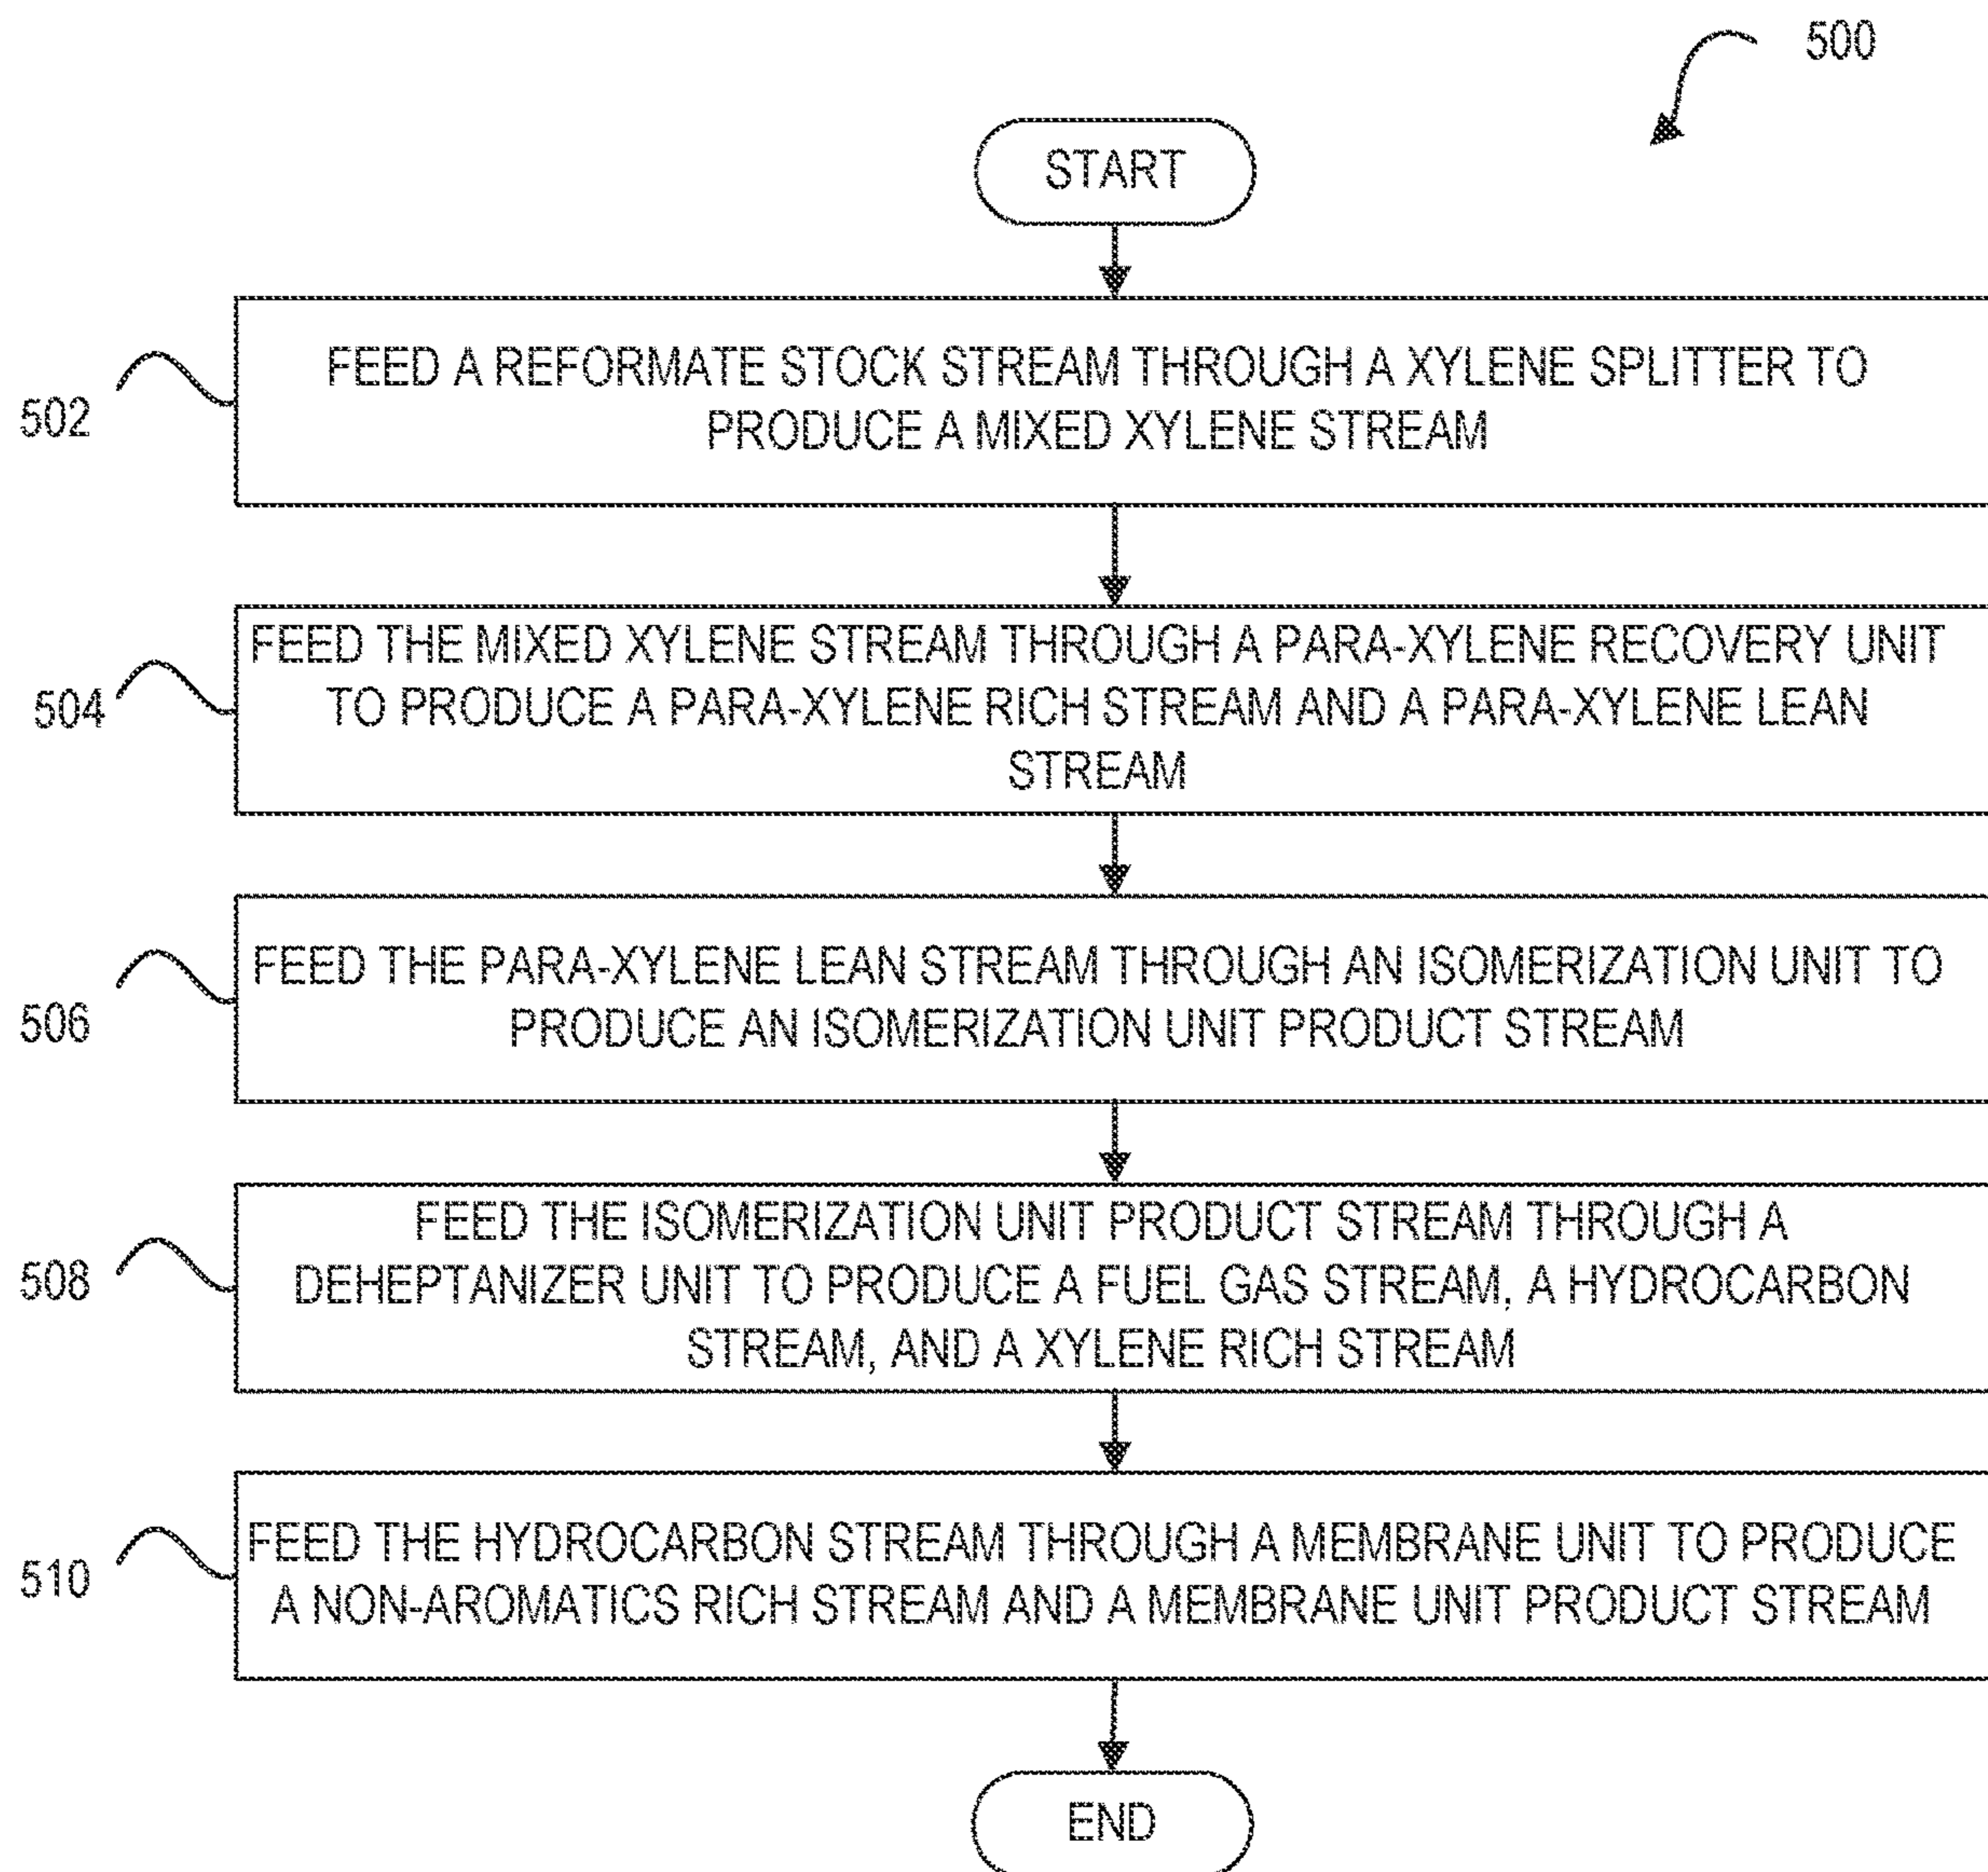 500
START
502
FEED A REFORMATE STOCK STREAM THROUGH A XYLENE SPLITTER TO
PRODUCE A MIXED XYLENE STREAM
504
FEED THE MIXED XYLENE STREAM THROUGH A PARA-XYLENE RECOVERY UNIT
TO PRODUCE A PARA-XYLENE RICH STREAM AND A PARA-XYLENE LEAN
STREAM
506
FEED THE PARA-XYLENE LEAN STREAM THROUGH AN ISOMERIZATION UNIT TO
PRODUCE AN ISOMERIZATION UNIT PRODUCT STREAM
508
FEED THE ISOMERIZATION UNIT PRODUCT STREAM THROUGH A
DEHEPTANIZER UNIT TO PRODUCE A FUEL GAS STREAM, A HYDROCARBON
STREAM, AND A XYLENE RICH STREAM
510
FEED THE HYDROCARBON STREAM THROUGH A MEMBRANE UNIT TO PRODUCE
A NON-AROMATICS RICH STREAM AND A MEMBRANE UNIT PRODUCT STREAM
END